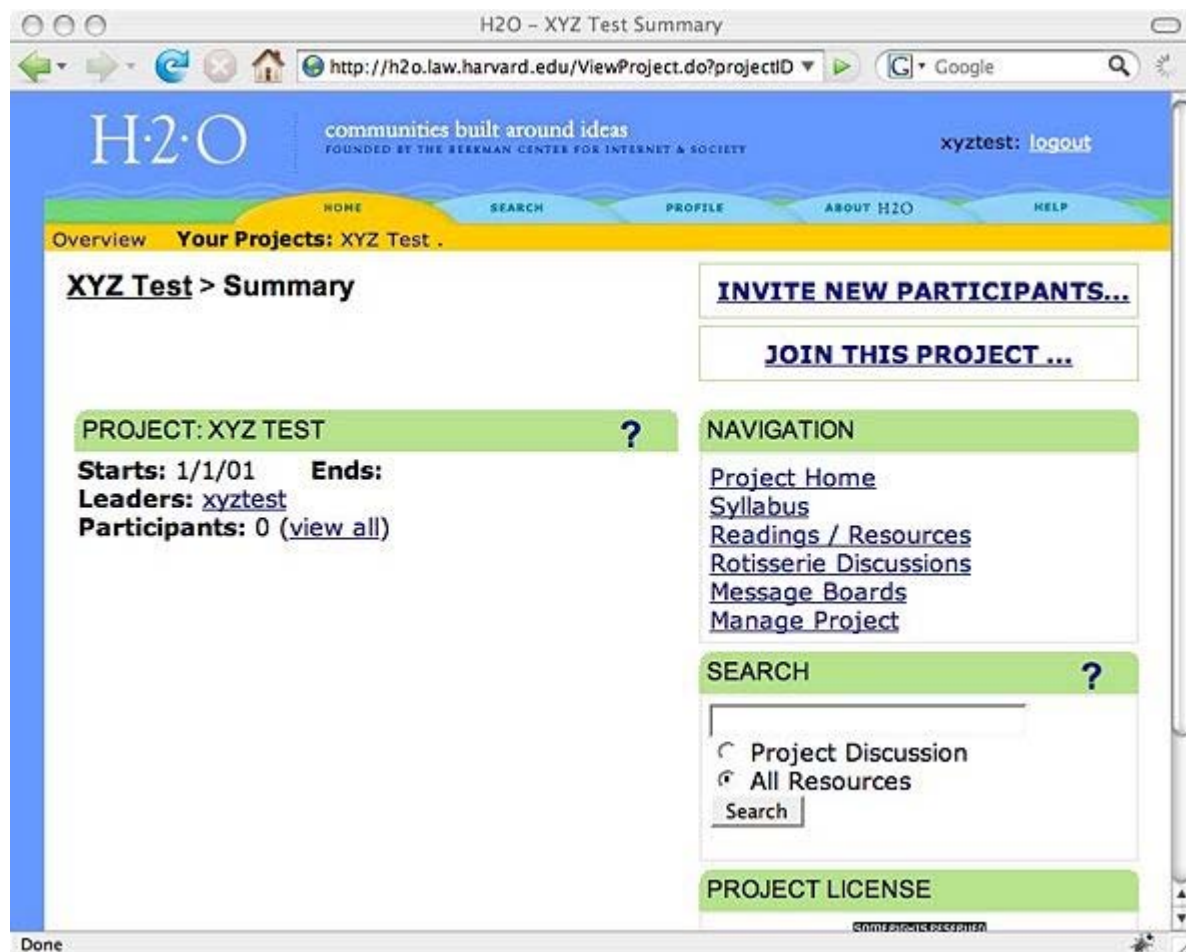 H2O – XYZ Test Summary
http://h2o.law.harvard.edu/ViewProject.do?projectID
G Google
H·2·O
communities built around ideas
FOUNDED BY THE BERKMAN CENTER FOR INTERNET & SOCIETY
xyztest: logout
HOME SEARCH PROFILE ABOUT H2O HELP
Overview Your Projects: XYZ Test .
XYZ Test > Summary
INVITE NEW PARTICIPANTS...
JOIN THIS PROJECT ...
PROJECT: XYZ TEST ?
Starts: 1/1/01 Ends:
Leaders: xyztest
Participants: 0 (view all)
NAVIGATION
Project Home
Syllabus
Readings / Resources
Rotisserie Discussions
Message Boards
Manage Project
SEARCH ?
Project Discussion
All Resources
Search
PROJECT LICENSE
SOME RIGHTS RESERVED
Done